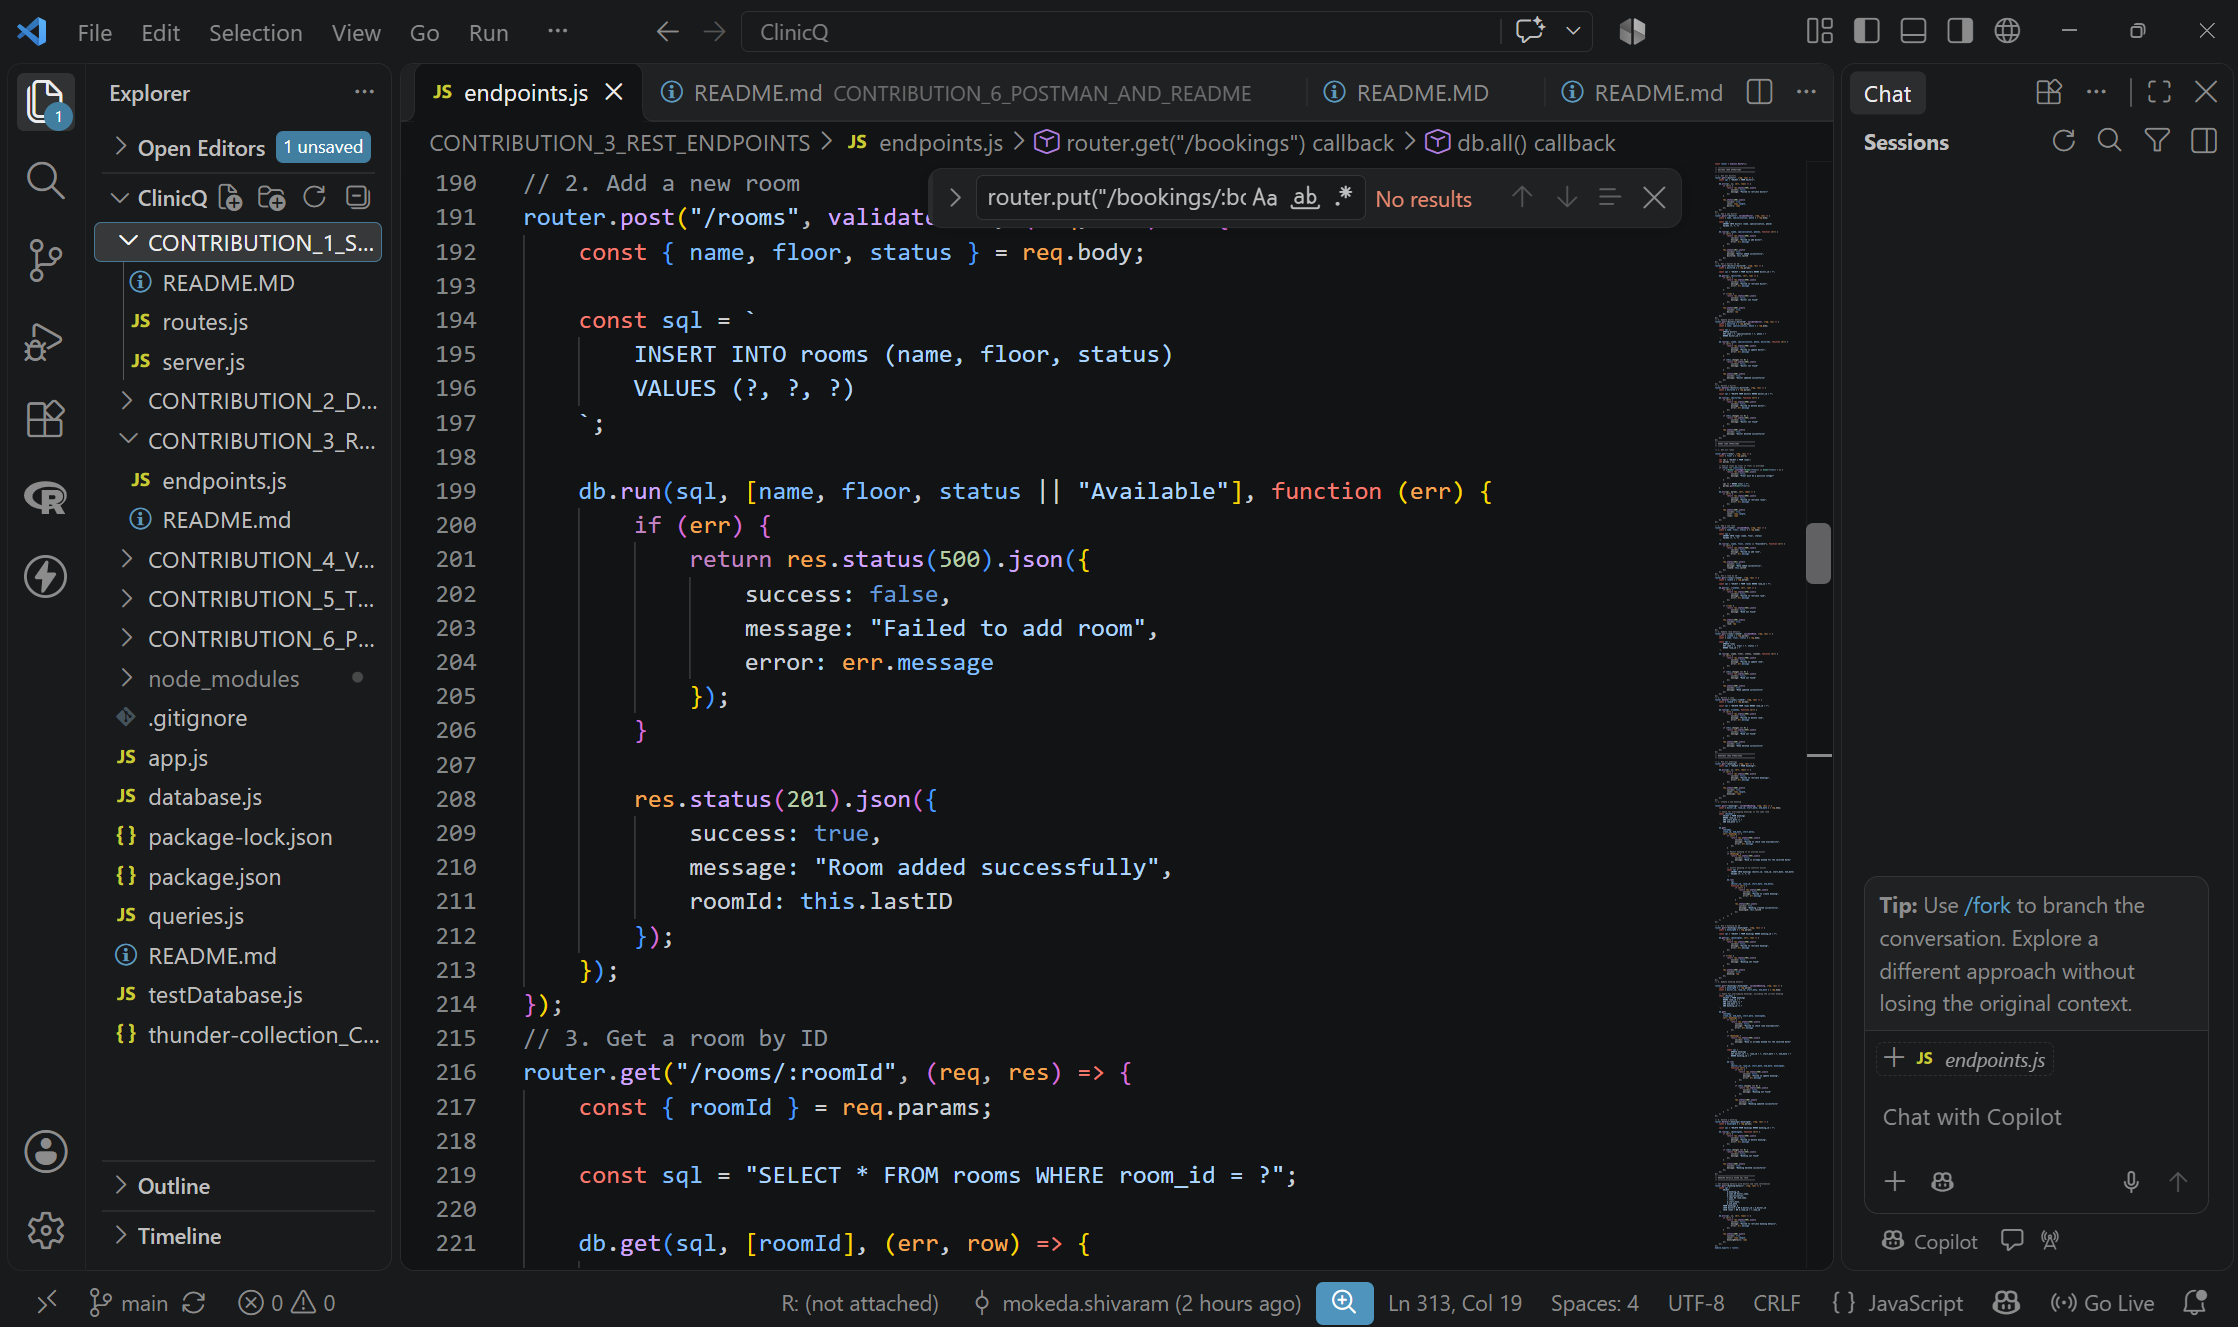 File Edit Selection View Go Run ···
ClinicQ
Explorer
Open Editors 1 unsaved
ClinicQ
CONTRIBUTION_1_S...
README.MD
JS routes.js
JS server.js
CONTRIBUTION_2_D...
CONTRIBUTION_3_R...
JS endpoints.js
README.md
CONTRIBUTION_4_V...
CONTRIBUTION_5_T...
CONTRIBUTION_6_P...
node_modules
.gitignore
JS app.js
JS database.js
{} package-lock.json
{} package.json
JS queries.js
README.md
JS testDatabase.js
{} thunder-collection_C...
Outline
Timeline
JS endpoints.js
README.md CONTRIBUTION_6_POSTMAN_AND_README
README.MD
README.md
CONTRIBUTION_3_REST_ENDPOINTS > JS endpoints.js > router.get("/bookings") callback > db.all() callback
router.put("/bookings/:bo Aa ab .* No results
190 // 2. Add a new room
191 router.post("/rooms", validat
192 const { name, floor, status } = req.body;
193
194 const sql = `
195 INSERT INTO rooms (name, floor, status)
196 VALUES (?, ?, ?)
197 `;
198
199 db.run(sql, [name, floor, status || "Available"], function (err) {
200 if (err) {
201 return res.status(500).json({
202 success: false,
203 message: "Failed to add room",
204 error: err.message
205 });
206 }
207
208 res.status(201).json({
209 success: true,
210 message: "Room added successfully",
211 roomId: this.lastID
212 });
213 });
214 });
215 // 3. Get a room by ID
216 router.get("/rooms/:roomId", (req, res) => {
217 const { roomId } = req.params;
218
219 const sql = "SELECT * FROM rooms WHERE room_id = ?";
220
221 db.get(sql, [roomId], (err, row) => {
Chat
Sessions
Tip: Use /fork to branch the
conversation. Explore a
different approach without
losing the original context.
JS endpoints.js
Chat with Copilot
Copilot
main
0 0
R: (not attached)
mokeda.shivaram (2 hours ago)
Ln 313, Col 19
Spaces: 4
UTF-8
CRLF
{} JavaScript
Go Live
1